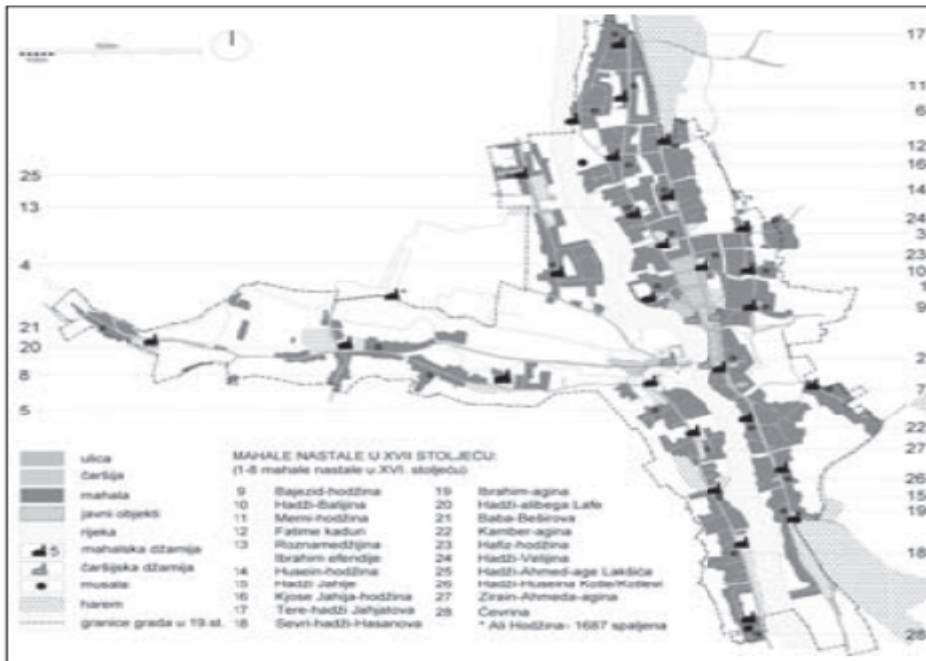 17
11
6
12
16
14
24
3
23
10
1
9
2
7
22
27
26
15
19
18
28
25
13
4
21
20
8
5
ulica
čaršija
mahala
javni objekti
rijeka
5 mahalska džamija
čaršijska džamija
musala
harem
granice grada u 19.st.
MAHALE NASTALE U XVII STOLJEĆU:
(1-8 mahale nastale u XVI. stoljeću)
9 Bajezid-hodžina
10 Hadži-Balijina
11 Memi-hodžina
12 Fatime kaduri
13 Roznamedžijina
Ibrahim efendije
14 Husein-hodžina
15 Hadži Jahije
16 Kjose Jahija-hodžina
17 Tere-hadži Jahjatova
18 Sevri-hadži-Hasanova
19 Ibrahim-agina
20 Hadži-alibega Lafe
21 Baba-Beširova
22 Kamber-agina
23 Hafiz-hodžina
24 Hadži-Velijina
25 Hadži-Ahmed-age Lakšića
26 Hadži-Huseina Kotle/Kotlevi
27 Zirain-Ahmeda-agina
28 Čevrina
* Ali Hodžina- 1687 spaljena